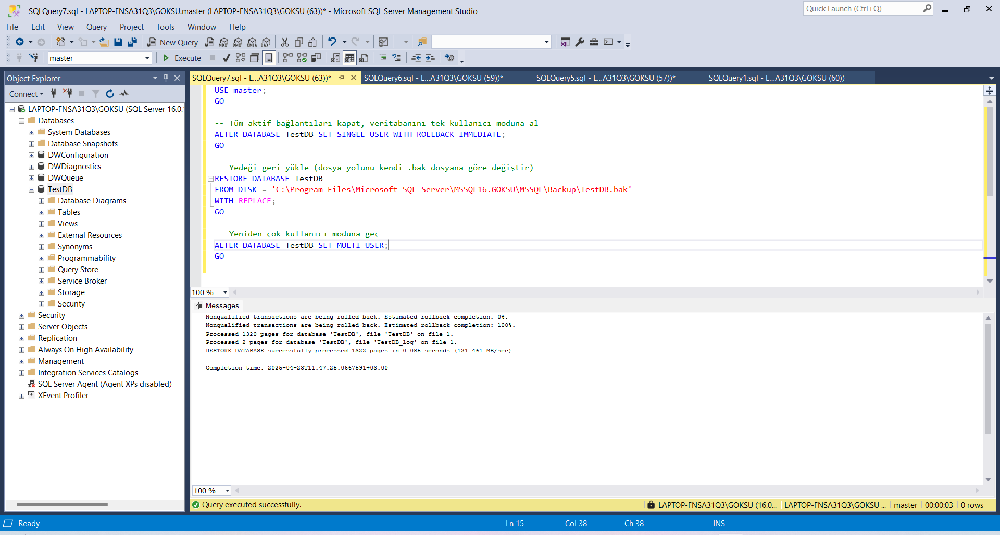 SQLQuery7.sql - LAPTOP-FNSA31Q3\GOKSU.master (LAPTOP-FNSA31Q3\GOKSU (63))* - Microsoft SQL Server Management Studio
Quick Launch (Ctrl+Q)
File Edit View Query Project Tools Window Help
New Query
MDX DMX XMLA DAX
master
Execute
Object Explorer
Connect
LAPTOP-FNSA31Q3\GOKSU (SQL Server 16.0.
Databases
System Databases
Database Snapshots
DWConfiguration
DWDiagnostics
DWQueue
TestDB
Database Diagrams
Tables
Views
External Resources
Synonyms
Programmability
Query Store
Service Broker
Storage
Security
Security
Server Objects
Replication
Always On High Availability
Management
Integration Services Catalogs
SQL Server Agent (Agent XPs disabled)
XEvent Profiler
SQLQuery7.sql - L...A31Q3\GOKSU (63))*
SQLQuery6.sql - L...A31Q3\GOKSU (59))*
SQLQuery5.sql - L...A31Q3\GOKSU (57))*
SQLQuery1.sql - L...A31Q3\GOKSU (60))
USE master;
GO
-- Tüm aktif bağlantıları kapat, veritabanını tek kullanıcı moduna al
ALTER DATABASE TestDB SET SINGLE_USER WITH ROLLBACK IMMEDIATE;
GO
-- Yedeği geri yükle (dosya yolunu kendi .bak dosyana göre değiştir)
RESTORE DATABASE TestDB
FROM DISK = 'C:\Program Files\Microsoft SQL Server\MSSQL16.GOKSU\MSSQL\Backup\TestDB.bak'
WITH REPLACE;
GO
-- Yeniden çok kullanıcı moduna geç
ALTER DATABASE TestDB SET MULTI_USER;
GO
100 %
Messages
Nonqualified transactions are being rolled back. Estimated rollback completion: 0%.
Nonqualified transactions are being rolled back. Estimated rollback completion: 100%.
Processed 1320 pages for database 'TestDB', file 'TestDB' on file 1.
Processed 2 pages for database 'TestDB', file 'TestDB_log' on file 1.
RESTORE DATABASE successfully processed 1322 pages in 0.085 seconds (121.461 MB/sec).
Completion time: 2025-04-23T11:47:25.0667591+03:00
100 %
Query executed successfully.
LAPTOP-FNSA31Q3\GOKSU (16.0... LAPTOP-FNSA31Q3\GOKSU ... master 00:00:03 0 rows
Ready Ln 15 Col 38 Ch 38 INS